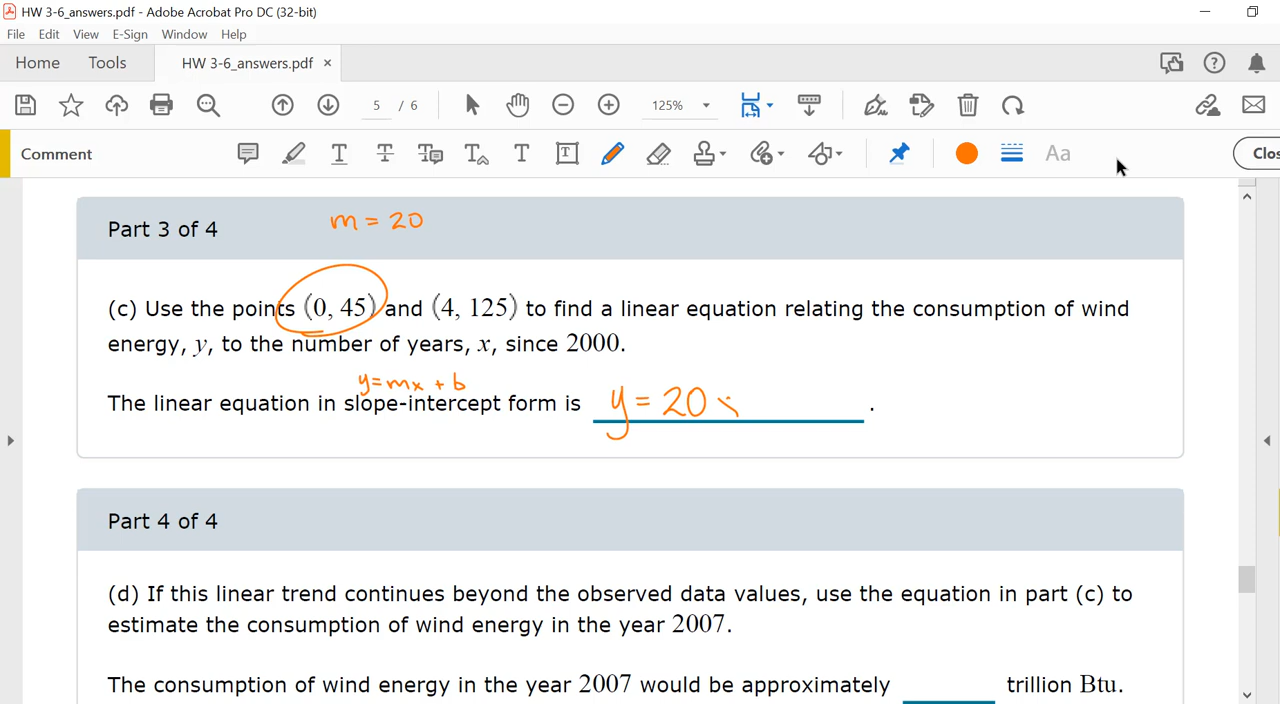 HW 3-6_answers.pdf - Adobe Acrobat Pro DC (32-bit)
File Edit View E-Sign Window Help
Home Tools HW 3-6_answers.pdf ×
5 / 6 125%
Comment Aa Clos
Part 3 of 4 m = 20
(c) Use the points (0, 45) and (4, 125) to find a linear equation relating the consumption of wind
energy, y, to the number of years, x, since 2000.
y=mx + b
The linear equation in slope-intercept form is y = 20 .
Part 4 of 4
(d) If this linear trend continues beyond the observed data values, use the equation in part (c) to
estimate the consumption of wind energy in the year 2007.
The consumption of wind energy in the year 2007 would be approximately trillion Btu.